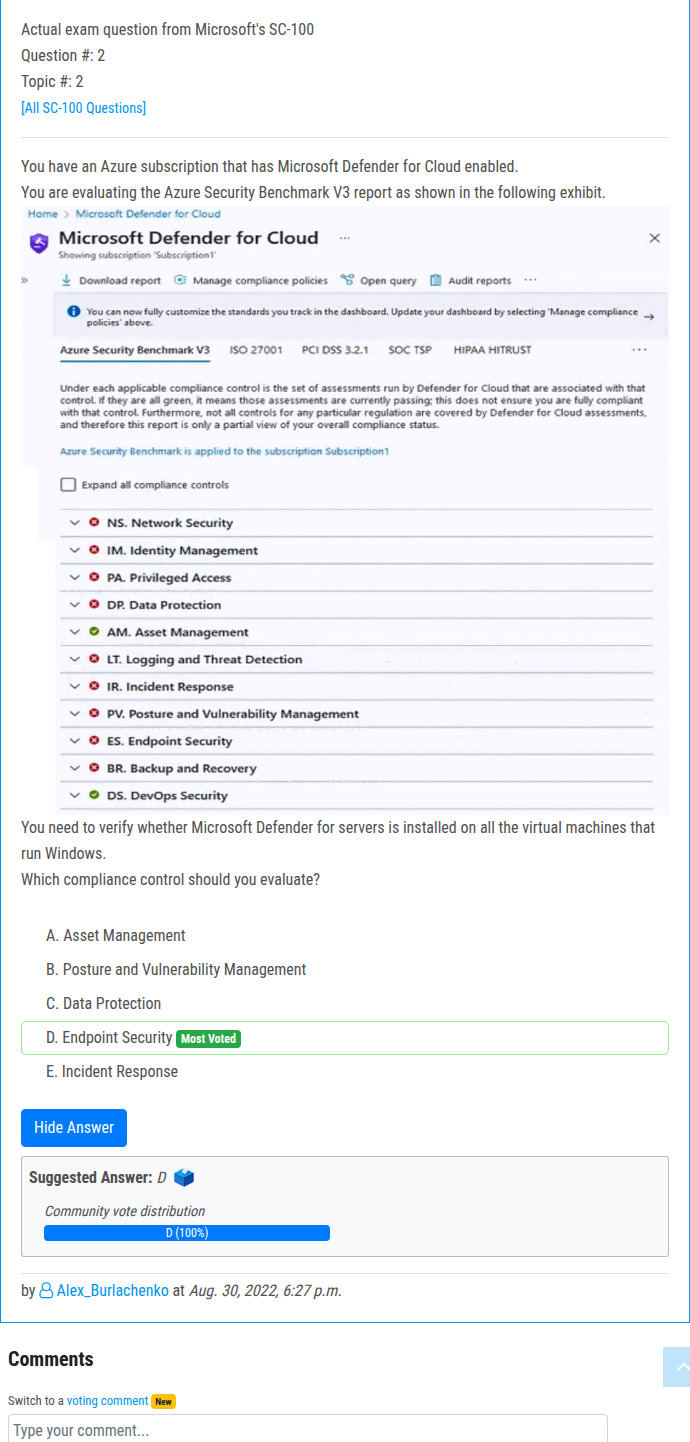 Actual exam question from Microsoft's SC-100
Question #: 2
Topic #: 2
[All SC-100 Questions]
You have an Azure subscription that has Microsoft Defender for Cloud enabled.
You are evaluating the Azure Security Benchmark V3 report as shown in the following exhibit.
Home > Microsoft Defender for Cloud
Microsoft Defender for Cloud ... ×
Showing subscription 'Subscription1'
» Download report Manage compliance policies Open query Audit reports ...
You can now fully customize the standards you track in the dashboard. Update your dashboard by selecting 'Manage compliance →
policies' above.
Azure Security Benchmark V3 ISO 27001 PCI DSS 3.2.1 SOC TSP HIPAA HITRUST ...
Under each applicable compliance control is the set of assessments run by Defender for Cloud that are associated with that
control. If they are all green, it means those assessments are currently passing; this does not ensure you are fully compliant
with that control. Furthermore, not all controls for any particular regulation are covered by Defender for Cloud assessments,
and therefore this report is only a partial view of your overall compliance status.
Azure Security Benchmark is applied to the subscription Subscription1
Expand all compliance controls
NS. Network Security
IM. Identity Management
PA. Privileged Access
DP. Data Protection
AM. Asset Management
LT. Logging and Threat Detection
IR. Incident Response
PV. Posture and Vulnerability Management
ES. Endpoint Security
BR. Backup and Recovery
DS. DevOps Security
You need to verify whether Microsoft Defender for servers is installed on all the virtual machines that
run Windows.
Which compliance control should you evaluate?
A. Asset Management
B. Posture and Vulnerability Management
C. Data Protection
D. Endpoint Security Most Voted
E. Incident Response
Hide Answer
Suggested Answer: D
Community vote distribution
D (100%)
by Alex_Burlachenko at Aug. 30, 2022, 6:27 p.m.
Comments
Switch to a voting comment New
Type your comment...